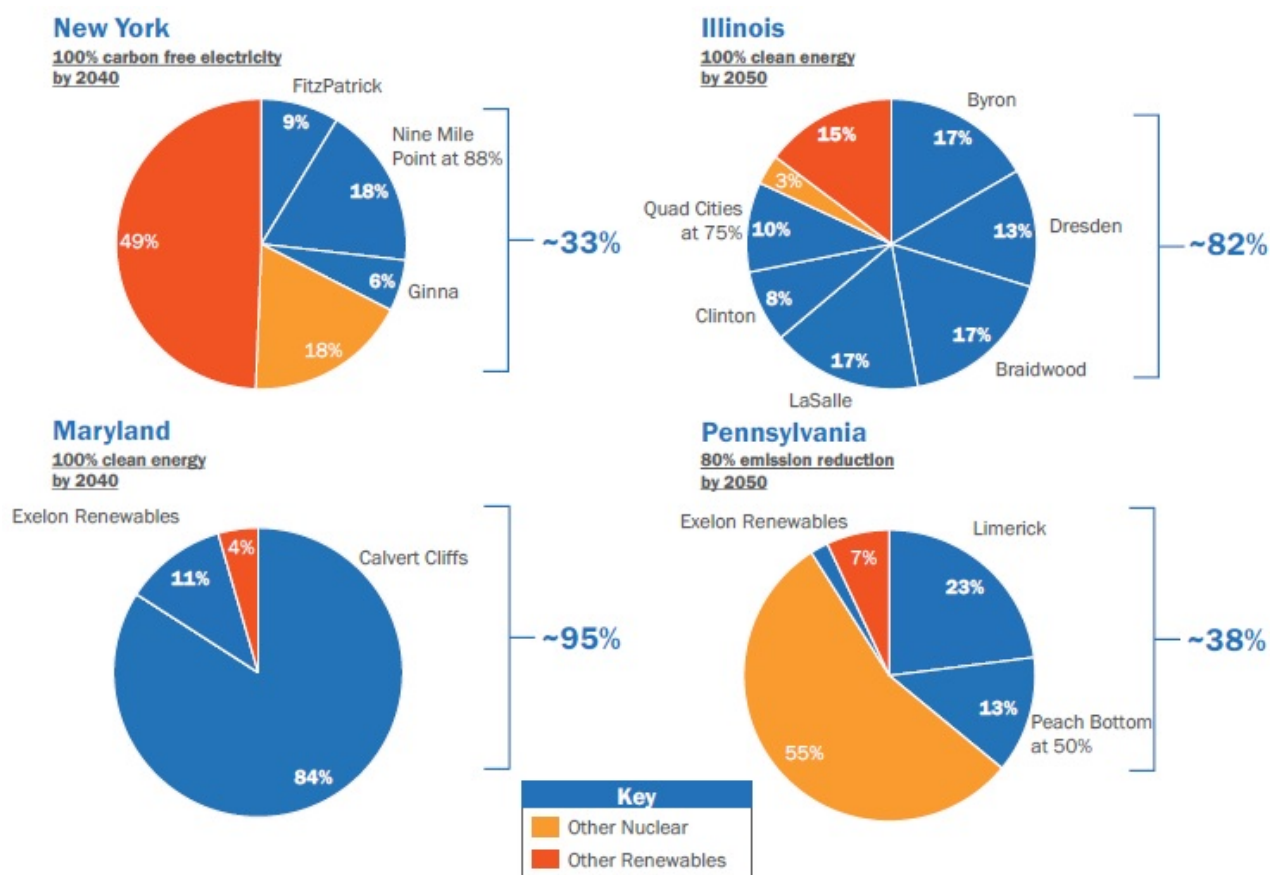 New York
100% carbon free electricity
by 2040
FitzPatrick
9%
Nine Mile
Point at 88%
18%
49%
~33%
6%
Ginna
18%
Illinois
100% clean energy
by 2050
Byron
15%
17%
3%
Quad Cities
at 75%
10%
13%
Dresden
~82%
8%
Clinton
17%
17%
Braidwood
LaSalle
Maryland
100% clean energy
by 2040
Exelon Renewables
4%
Calvert Cliffs
11%
~95%
84%
Pennsylvania
80% emission reduction
by 2050
Exelon Renewables
Limerick
7%
23%
~38%
13%
Peach Bottom
at 50%
55%
Key
Other Nuclear
Other Renewables